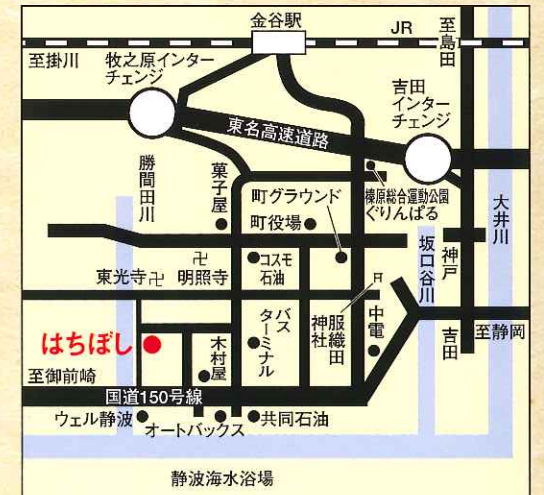 金谷駅
JR
至島田
至掛川
牧之原インター
チェンジ
吉田
インター
チェンジ
東名高速道路
勝間田川
菓子屋
町グラウンド
町役場
榛原総合運動公園
ぐりんぱる
大井川
坂口谷川
神戸
コスモ
石油
東光寺
明照寺
はちぼし
木村屋
バス
ターミナル
服織田
神社
中電
吉田
至静岡
至御前崎
国道150号線
ウェル静波
オートバックス
共同石油
静波海水浴場